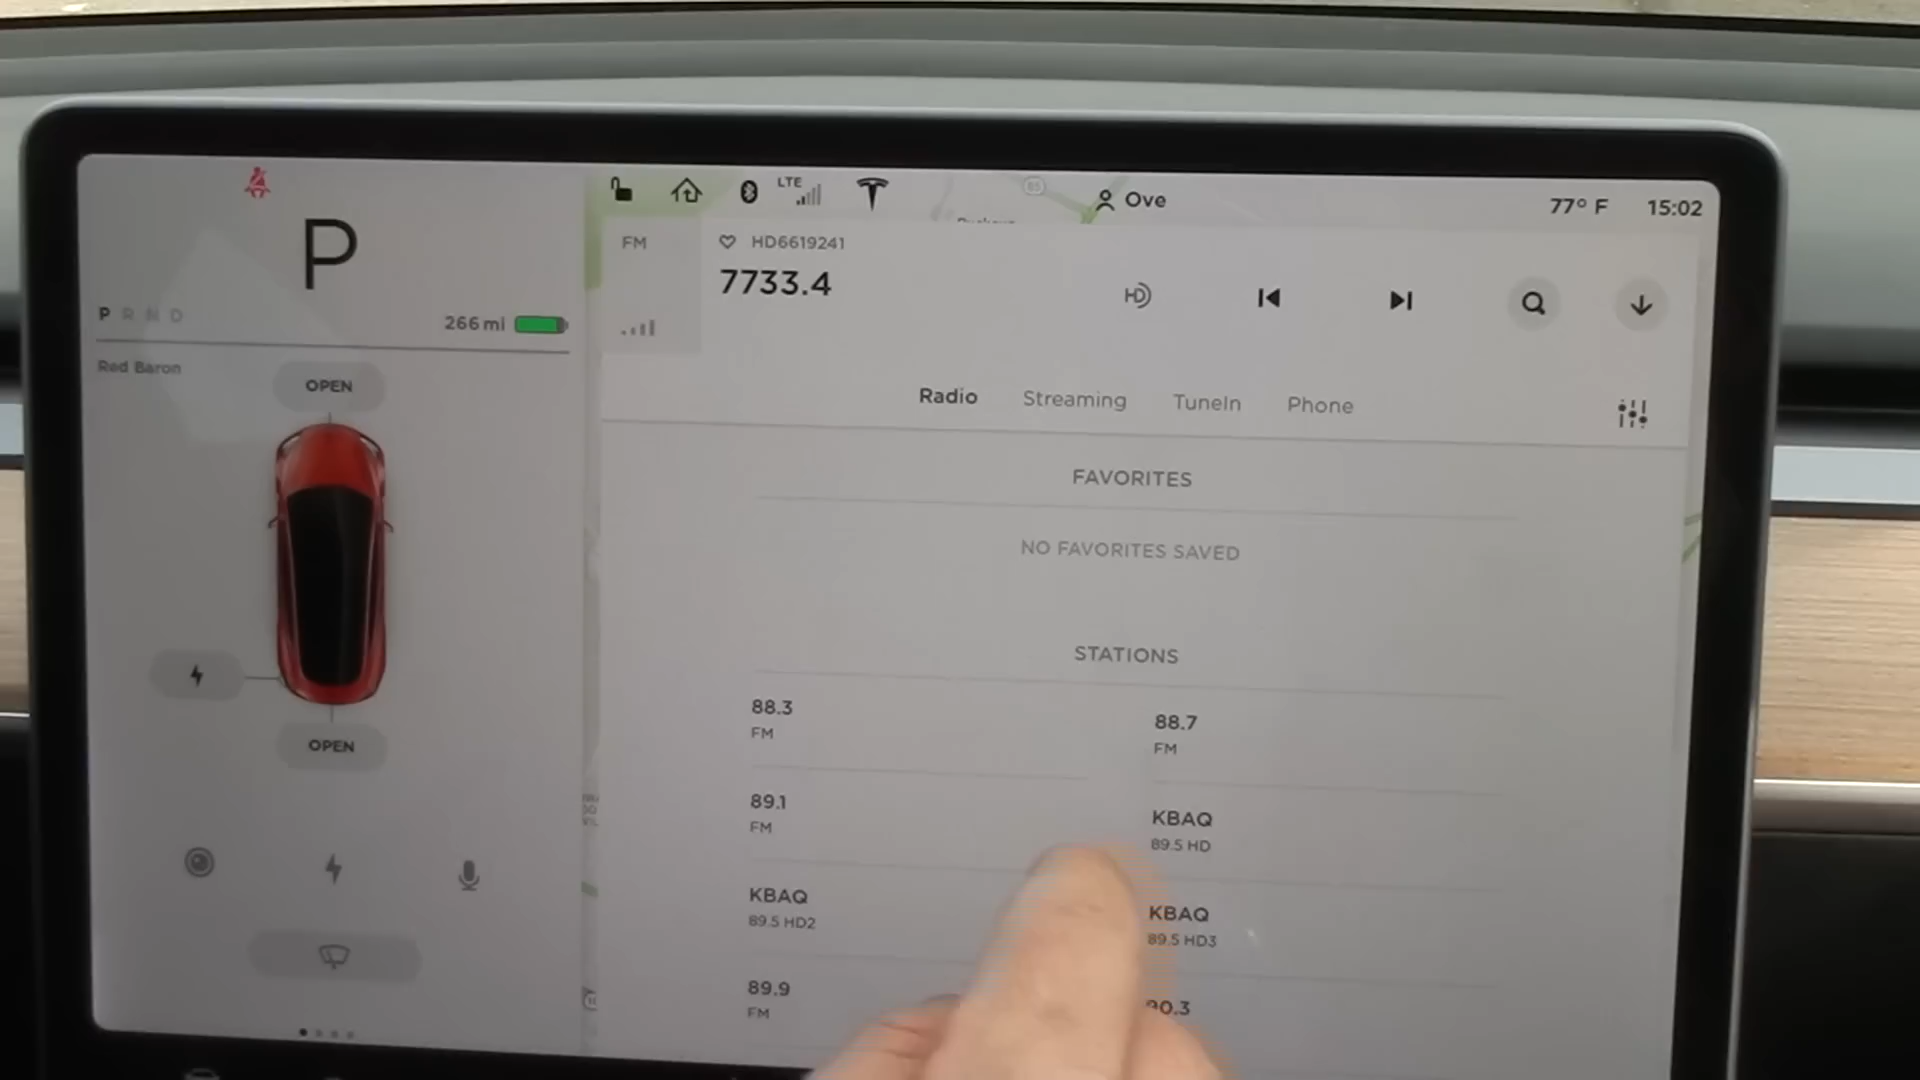 LTE
85
Ove
77° F
15:02
P
FM
HD6619241
7733.4
HD
P R N D
266 mi
Red Baron
OPEN
Radio
Streaming
TuneIn
Phone
FAVORITES
NO FAVORITES SAVED
STATIONS
88.3
FM
88.7
FM
89.1
FM
KBAQ
89.5 HD
KBAQ
89.5 HD2
KBAQ
89.5 HD3
89.9
FM
90.3
OPEN